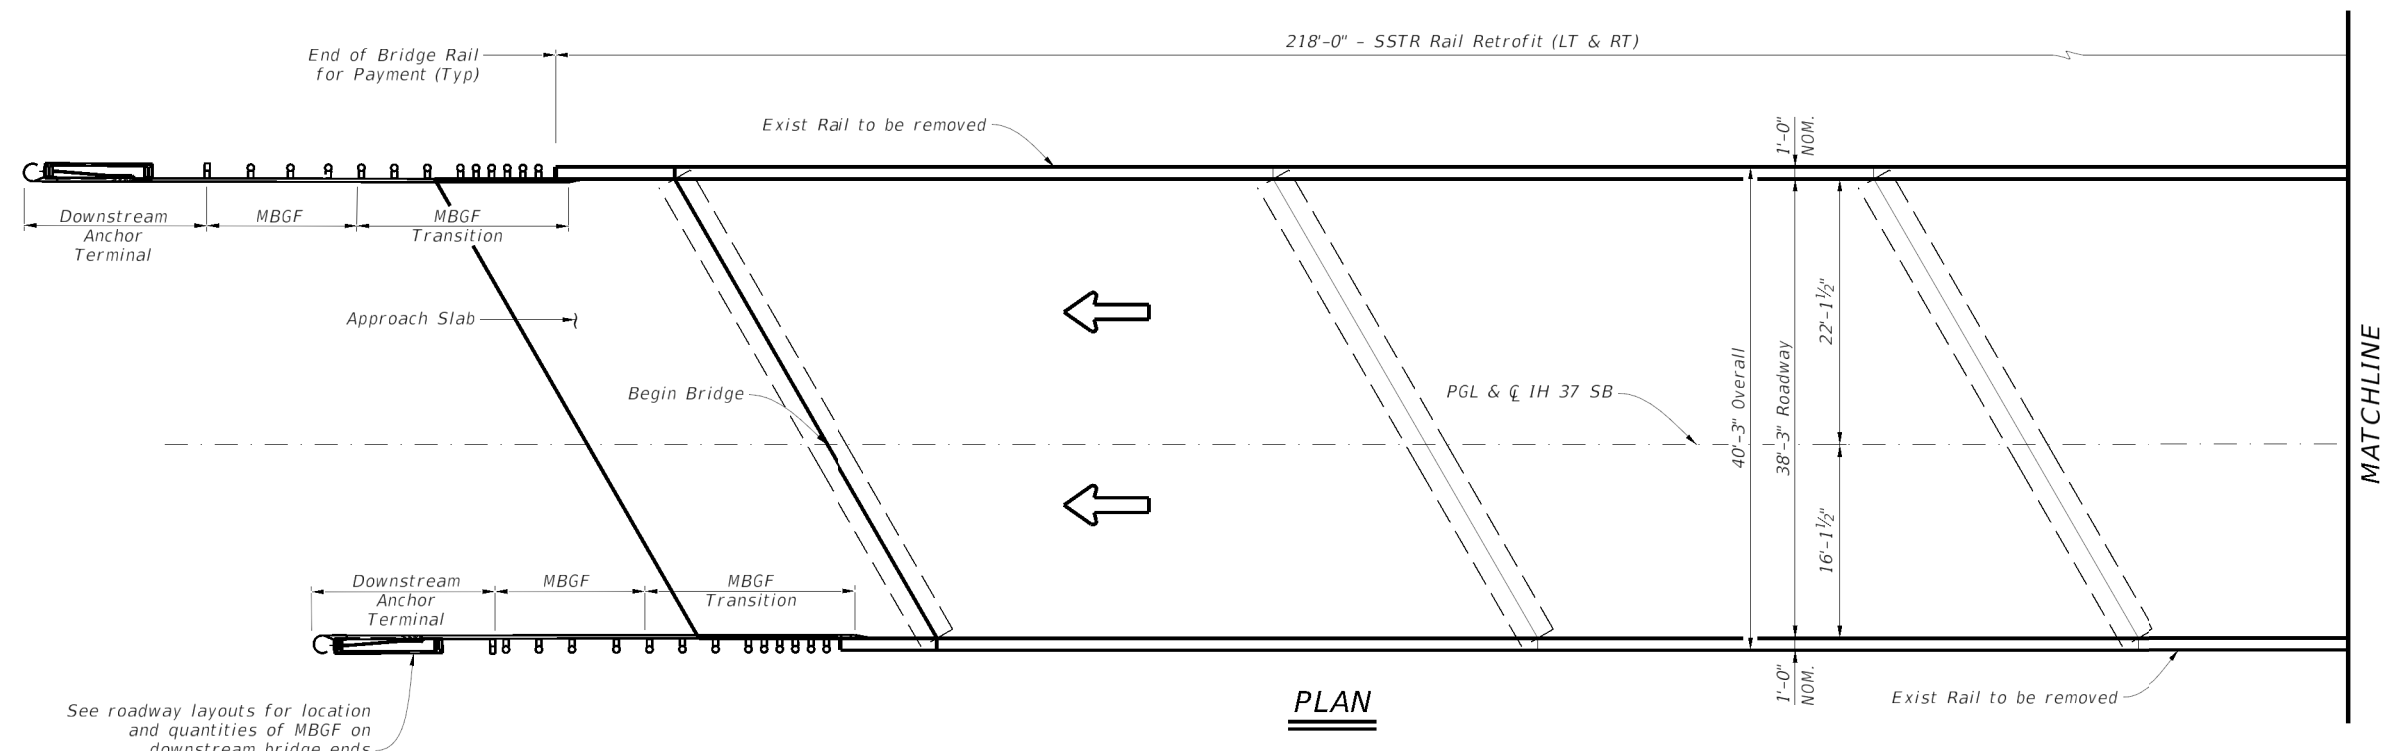 218'-0" - SSTR Rail Retrofit (LT & RT)
End of Bridge Rail
for Payment (Typ)
Exist Rail to be removed
1'-0"
NOM.
Downstream
Anchor
Terminal
MBGF
MBGF
Transition
Approach Slab
Begin Bridge
PGL & ℄ IH 37 SB
40'-3" Overall
38'-3" Roadway
22'-1½"
16'-1½"
MATCHLINE
Downstream
Anchor
Terminal
MBGF
MBGF
Transition
1'-0"
NOM.
Exist Rail to be removed
See roadway layouts for location
and quantities of MBGF on
downstream bridge ends
PLAN